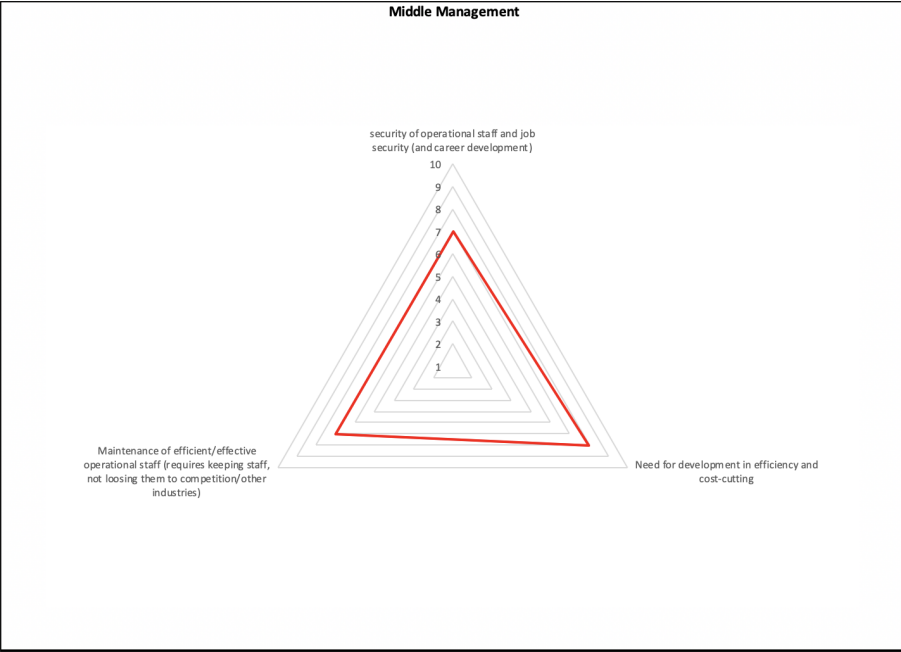 Middle Management
security of operational staff and job
security (and career development)
10
9
8
7
6
5
4
3
2
1
Maintenance of efficient/effective
operational staff (requires keeping staff,
not loosing them to competition/other
industries)
Need for development in efficiency and
cost-cutting